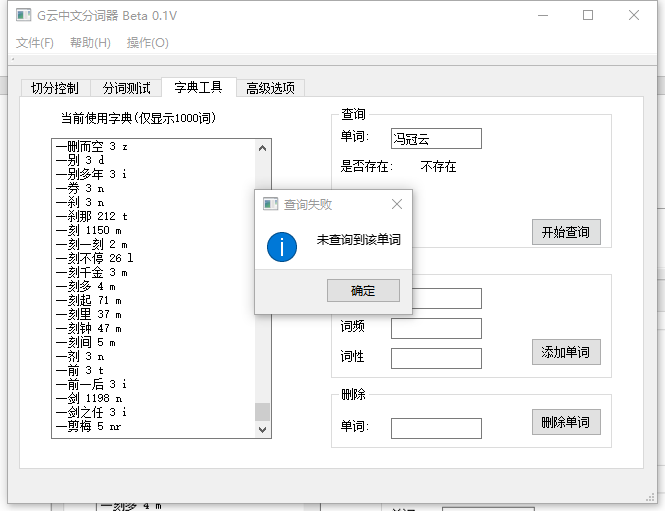 G云中文分词器 Beta 0.1V
文件(F) 帮助(H) 操作(O)
切分控制 分词测试 字典工具 高级选项
当前使用字典(仅显示1000词)
一删而空 3 z
一别 3 d
一别多年 3 i
一券 3 n
一刹 3 n
一刹那 212 t
一刻 1150 m
一刻一刻 2 m
一刻不停 26 l
一刻千金 3 m
一刻多 4 m
一刻起 71 m
一刻里 37 m
一刻钟 47 m
一刻间 5 m
一剂 3 n
一前 3 t
一前一后 3 i
一剑 1198 n
一剑之任 3 i
一剪梅 5 nr
查询
单词: 冯冠云
是否存在: 不存在
开始查询
查询失败
未查询到该单词
确定
词频
词性
添加单词
删除
单词:
删除单词
一刻多 4 m